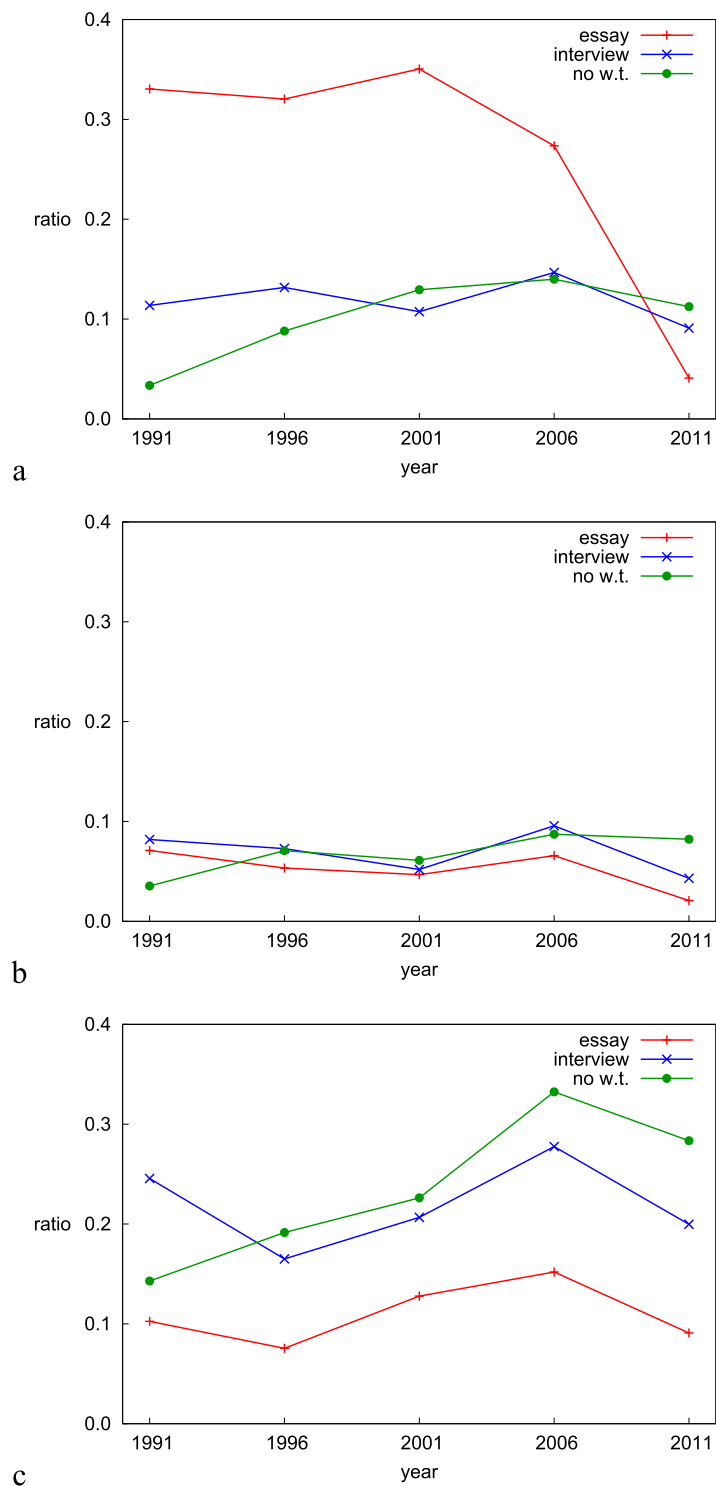 0.4
essay
interview
no w.t.
0.3
ratio 0.2
0.1
0.0
1991 1996 2001 2006 2011
year
a
0.4
essay
interview
no w.t.
0.3
ratio 0.2
0.1
0.0
1991 1996 2001 2006 2011
year
b
0.4
essay
interview
no w.t.
0.3
ratio 0.2
0.1
0.0
1991 1996 2001 2006 2011
year
c